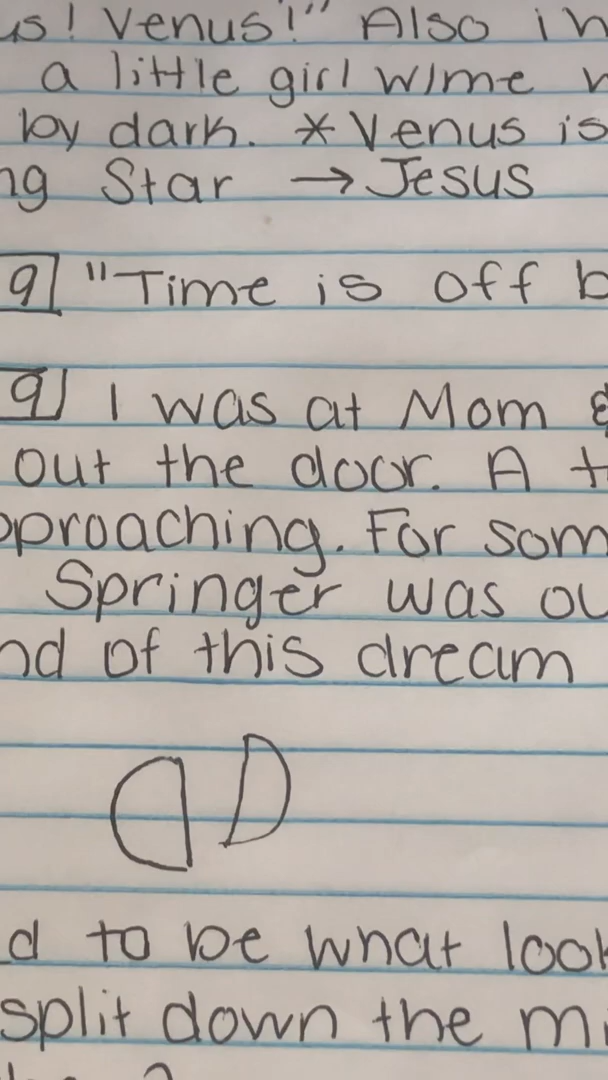 us! Venus!" Also in
a little girl w/me
by dark. * Venus is
ng Star → Jesus
9 "Time is off b
9 I was at Mom &
out the door. A t
pproaching. For som
Springer was ou
nd of this dream
d to be what look
split down the mi